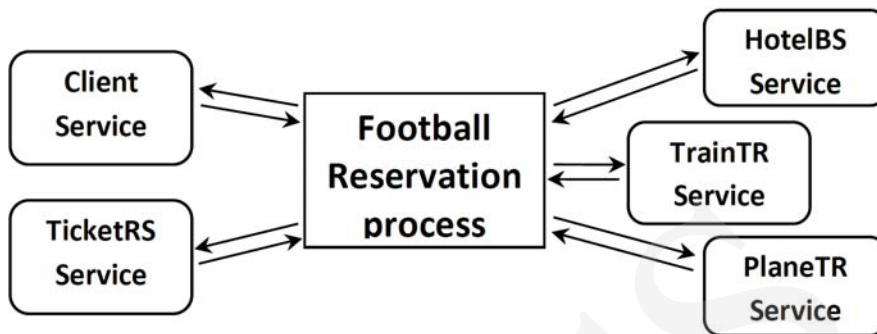 Client
Service
TicketRS
Service
Football
Reservation
process
HotelBS
Service
TrainTR
Service
PlaneTR
Service